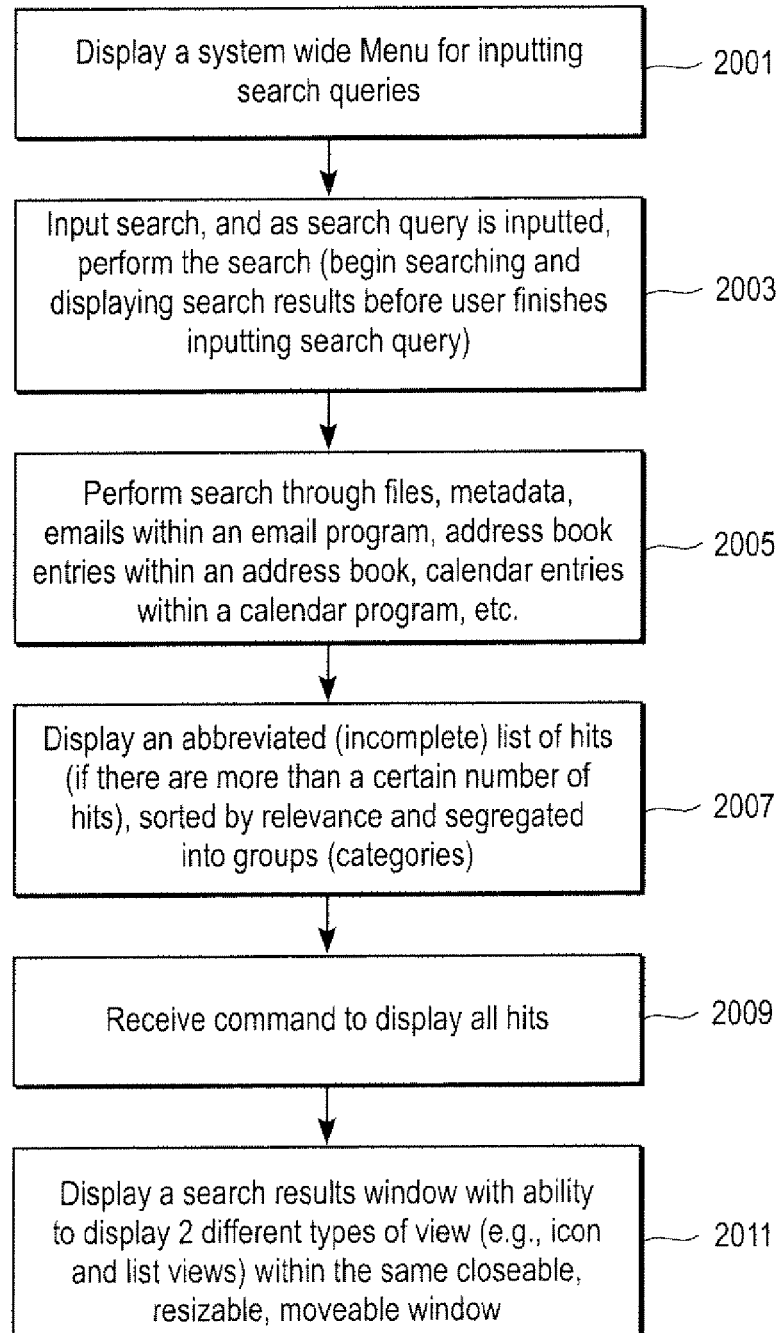 Display a system wide Menu for inputting
search queries
2001
Input search, and as search query is inputted,
perform the search (begin searching and
displaying search results before user finishes
inputting search query)
2003
Perform search through files, metadata,
emails within an email program, address book
entries within an address book, calendar entries
within a calendar program, etc.
2005
Display an abbreviated (incomplete) list of hits
(if there are more than a certain number of
hits), sorted by relevance and segregated
into groups (categories)
2007
Receive command to display all hits
2009
Display a search results window with ability
to display 2 different types of view (e.g., icon
and list views) within the same closeable,
resizable, moveable window
2011